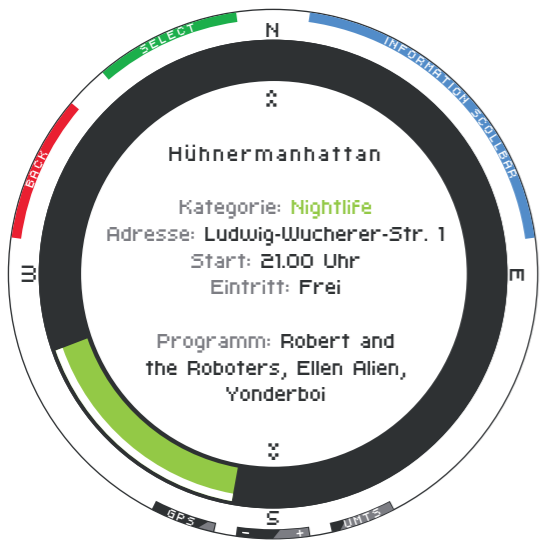 N
SELECT
INFORMATION SCOLLBAR
BACK
Hühnermanhattan
Kategorie: Nightlife
Adresse: Ludwig-Wucherer-Str. 1
Start: 21.00 Uhr
Eintritt: Frei
W
E
Programm: Robert and
the Roboters, Ellen Alien,
Yonderboi
GPS
S
- +
UMTS